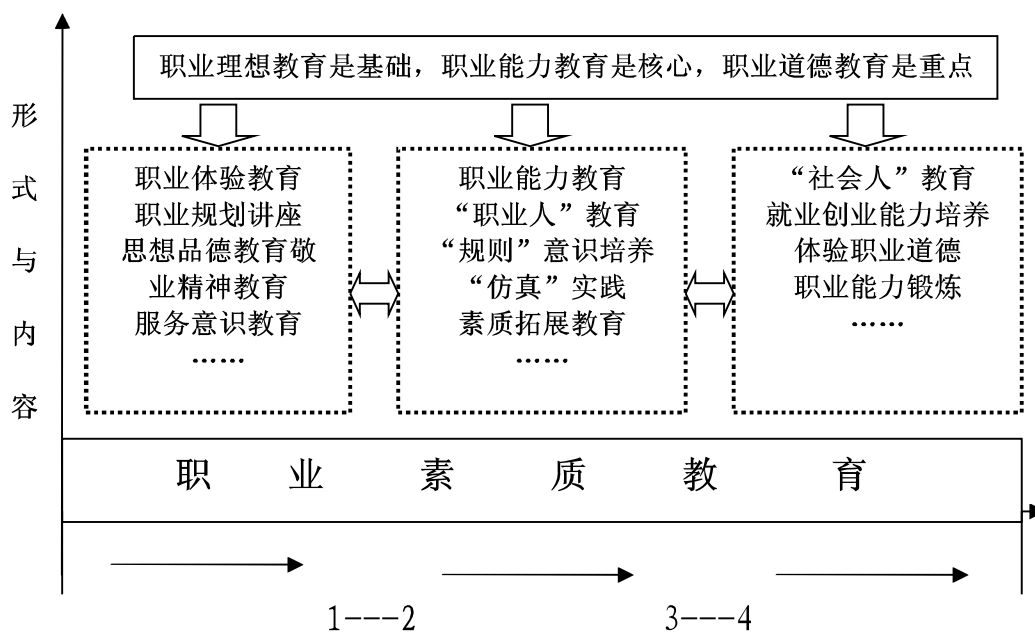 职业理想教育是基础，职业能力教育是核心，职业道德教育是重点
形
式
与
内
容
职业体验教育
职业规划讲座
思想品德教育敬
业精神教育
服务意识教育
……
职业能力教育
“职业人”教育
“规则”意识培养
“仿真”实践
素质拓展教育
……
“社会人”教育
就业创业能力培养
体验职业道德
职业能力锻炼
……
职 业 素 质 教 育
1---2
3---4